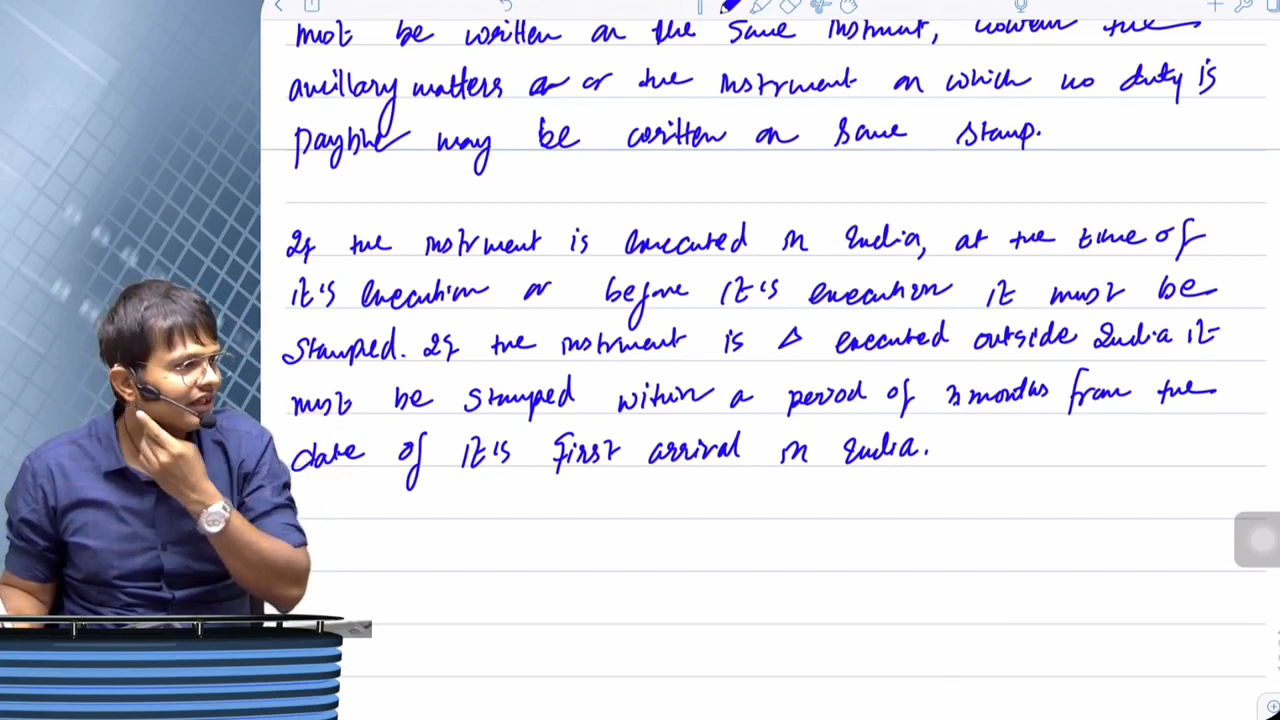 must be written on the same instrument, however the
ancillary matters or or the instrument on which no duty is
payable may be written on same stamp.
If the instrument is executed in India, at the time of
it's execution or before it's execution it must be
stamped. If the instrument is executed outside India it
must be stamped within a period of 3 months from the
date of it's first arrival in India.